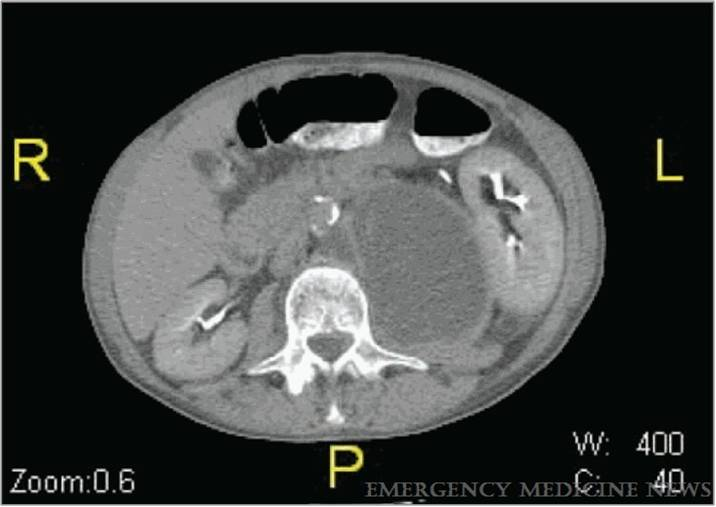 R
L
W: 400
Zoom:0.6
P
C: 40
EMERGENCY MEDICINE NEWS